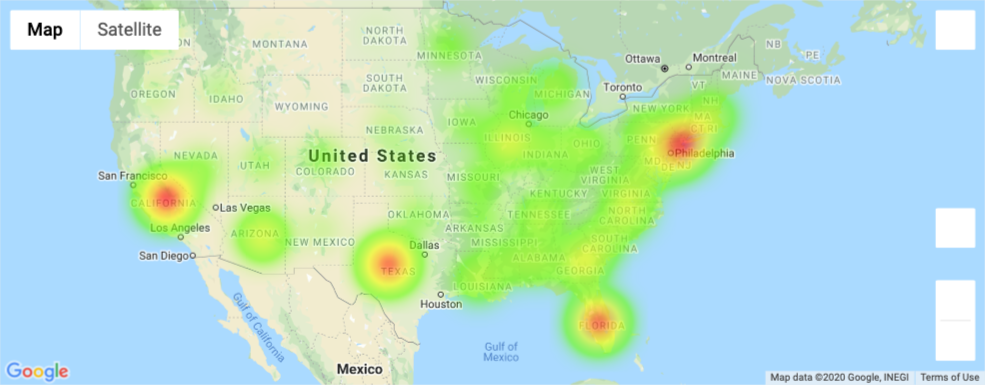 Map
Satellite
ON
MONTANA
NORTH
DAKOTA
MINNESOTA
Ottawa
Montreal
NB
PE
MAINE
NOVA SCOTIA
OREGON
IDAHO
SOUTH
DAKOTA
WISCONSIN
MICHIGAN
Toronto
VT
NH
WYOMING
IOWA
Chicago
NEW YORK
MA
CT RI
NEBRASKA
ILLINOIS
INDIANA
OHIO
PENN
Philadelphia
MD
DE
NJ
NEVADA
UTAH
United States
COLORADO
KANSAS
MISSOURI
WEST
VIRGINIA
VIRGINIA
KENTUCKY
San Francisco
CALIFORNIA
Las Vegas
Los Angeles
San Diego
ARIZONA
NEW MEXICO
OKLAHOMA
ARKANSAS
TENNESSEE
NORTH
CAROLINA
SOUTH
CAROLINA
Dallas
MISSISSIPPI
ALABAMA
GEORGIA
TEXAS
LOUISIANA
Houston
FLORIDA
Gulf of California
Gulf of
Mexico
Mexico
Google
Map data ©2020 Google, INEGI
Terms of Use